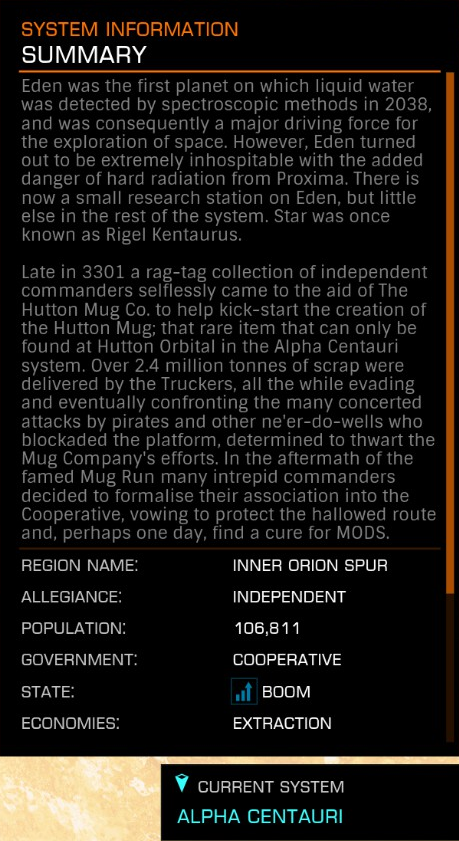 SYSTEM INFORMATION
SUMMARY
Eden was the first planet on which liquid water
was detected by spectroscopic methods in 2038,
and was consequently a major driving force for
the exploration of space. However, Eden turned
out to be extremely inhospitable with the added
danger of hard radiation from Proxima. There is
now a small research station on Eden, but little
else in the rest of the system. Star was once
known as Rigel Kentaurus.
Late in 3301 a rag-tag collection of independent
commanders selflessly came to the aid of The
Hutton Mug Co. to help kick-start the creation of
the Hutton Mug; that rare item that can only be
found at Hutton Orbital in the Alpha Centauri
system. Over 2.4 million tonnes of scrap were
delivered by the Truckers, all the while evading
and eventually confronting the many concerted
attacks by pirates and other ne'er-do-wells who
blockaded the platform, determined to thwart the
Mug Company's efforts. In the aftermath of the
famed Mug Run many intrepid commanders
decided to formalise their association into the
Cooperative, vowing to protect the hallowed route
and, perhaps one day, find a cure for MODS.
REGION NAME: INNER ORION SPUR
ALLEGIANCE: INDEPENDENT
POPULATION: 106,811
GOVERNMENT: COOPERATIVE
STATE: BOOM
ECONOMIES: EXTRACTION
CURRENT SYSTEM
ALPHA CENTAURI